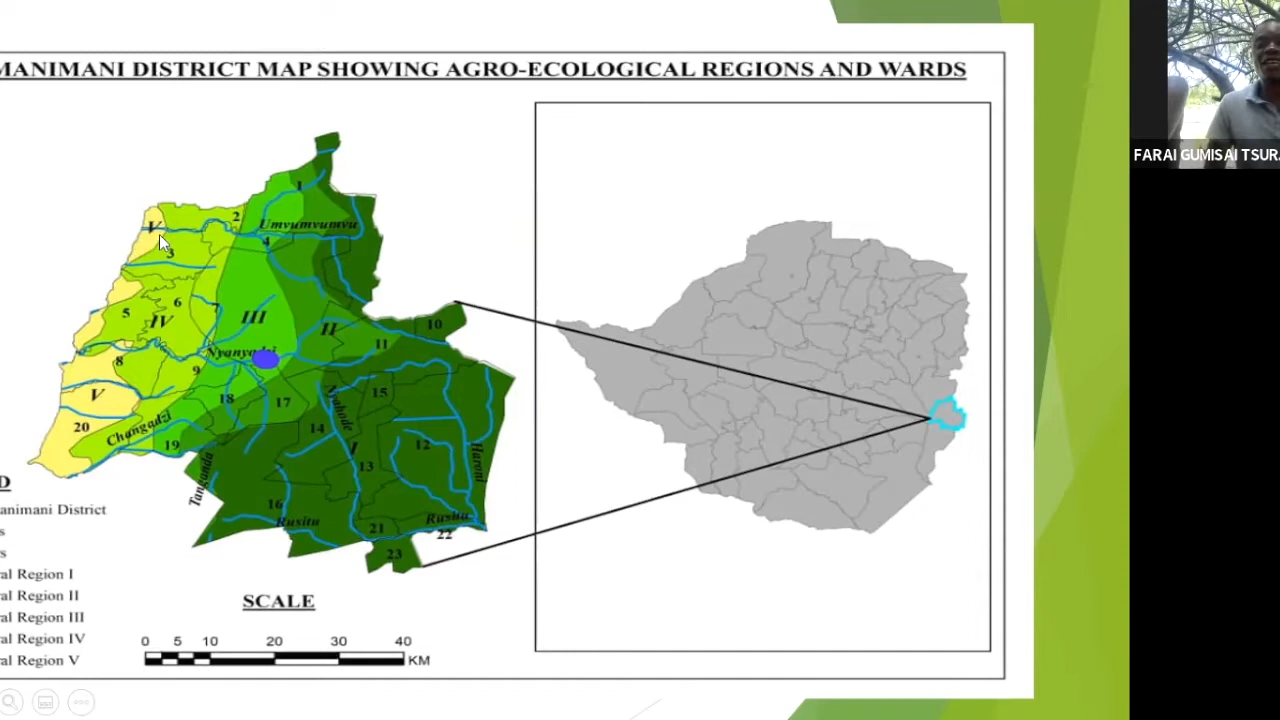 MANIMANI DISTRICT MAP SHOWING AGRO-ECOLOGICAL REGIONS AND WARDS
FARAI GUMISAI TSUR
1
2
Umvumvumvu
V
4
3
6
7
5
IV
III
II
10
11
Nyanyadzi
8
9
V
18
17
15
Nyahode
20
Changadzi
19
14
12
I
13
Haroni
Tanganda
16
Rusitu
21
Rusitu
22
23
D
animani District
s
s
al Region I
al Region II
al Region III
al Region IV
al Region V
SCALE
0 5 10 20 30 40
KM